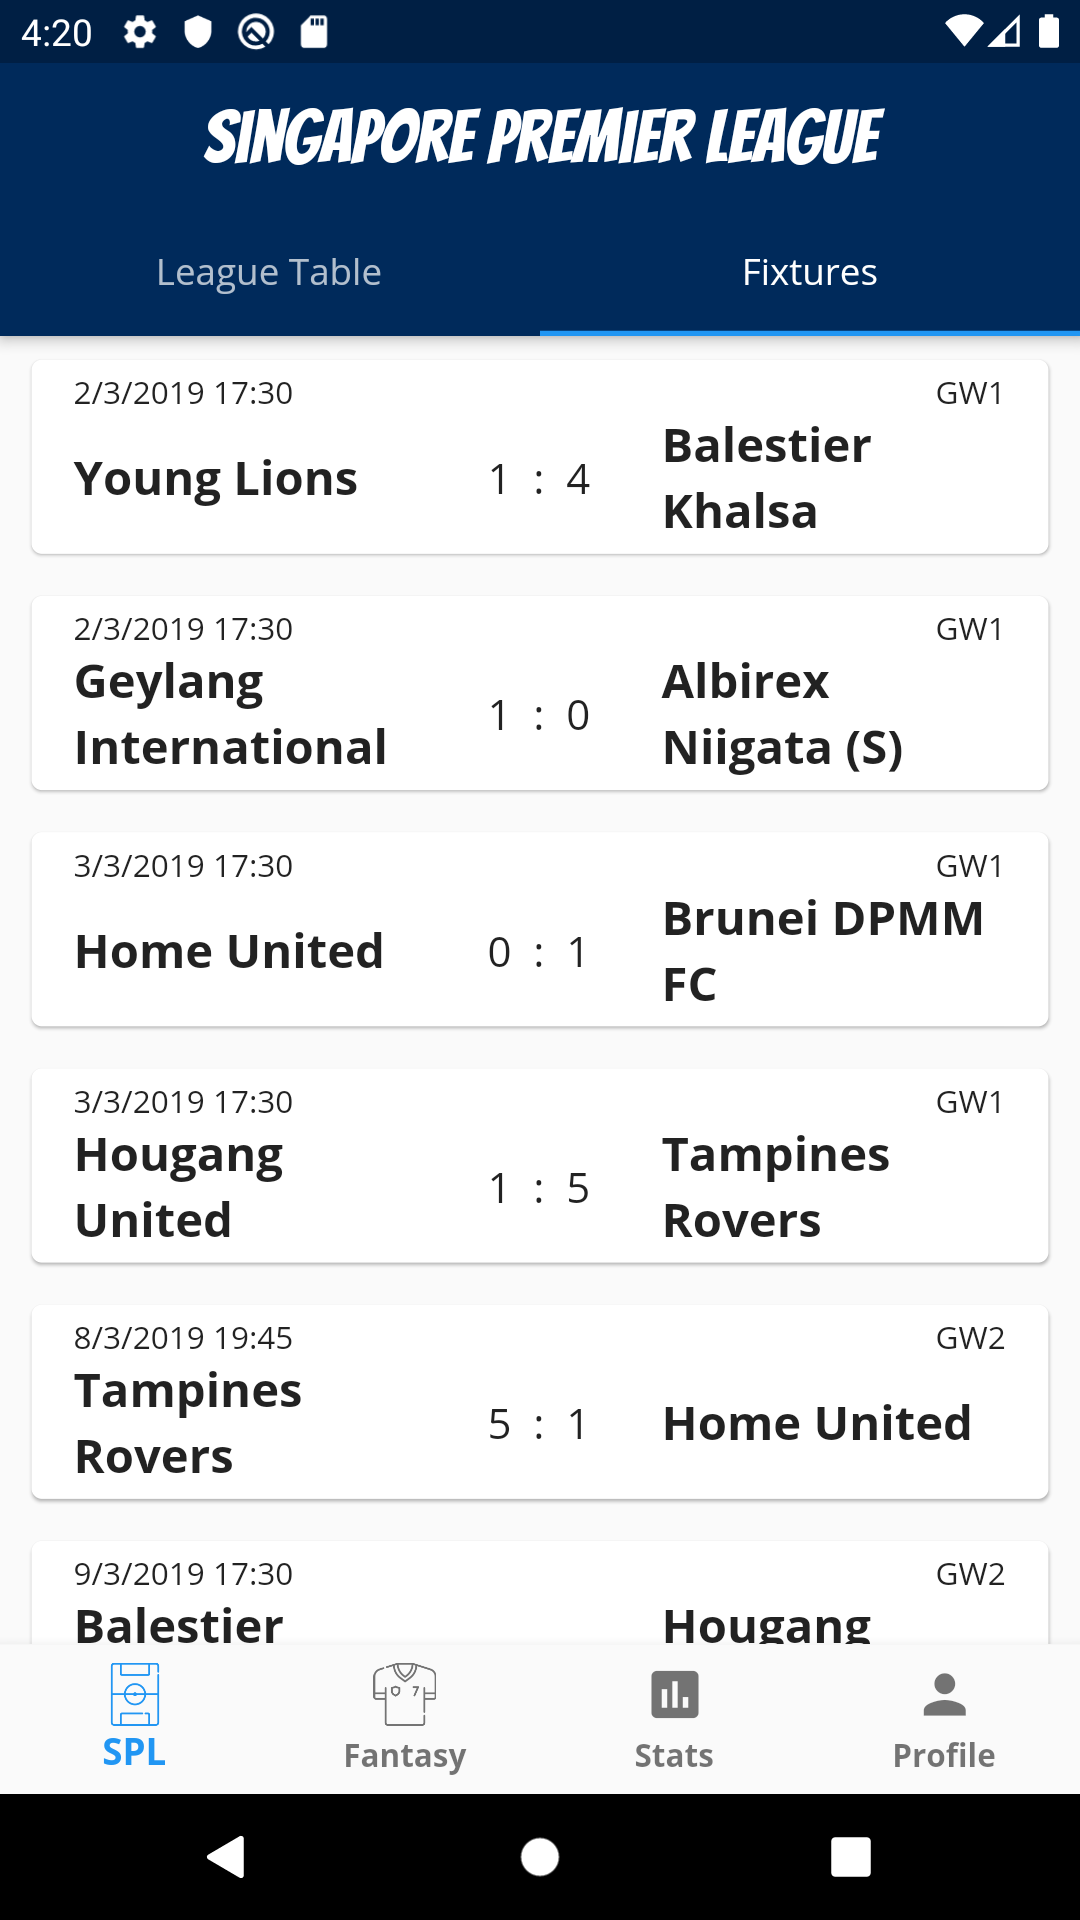 4:20
SINGAPORE PREMIER LEAGUE
League Table
Fixtures
2/3/2019 17:30
GW1
Young Lions
1 : 4
Balestier
Khalsa
2/3/2019 17:30
GW1
Geylang
International
1 : 0
Albirex
Niigata (S)
3/3/2019 17:30
GW1
Home United
0 : 1
Brunei DPMM
FC
3/3/2019 17:30
GW1
Hougang
United
1 : 5
Tampines
Rovers
8/3/2019 19:45
GW2
Tampines
Rovers
5 : 1
Home United
9/3/2019 17:30
GW2
Balestier
Hougang
0 7
SPL
Fantasy
Stats
Profile